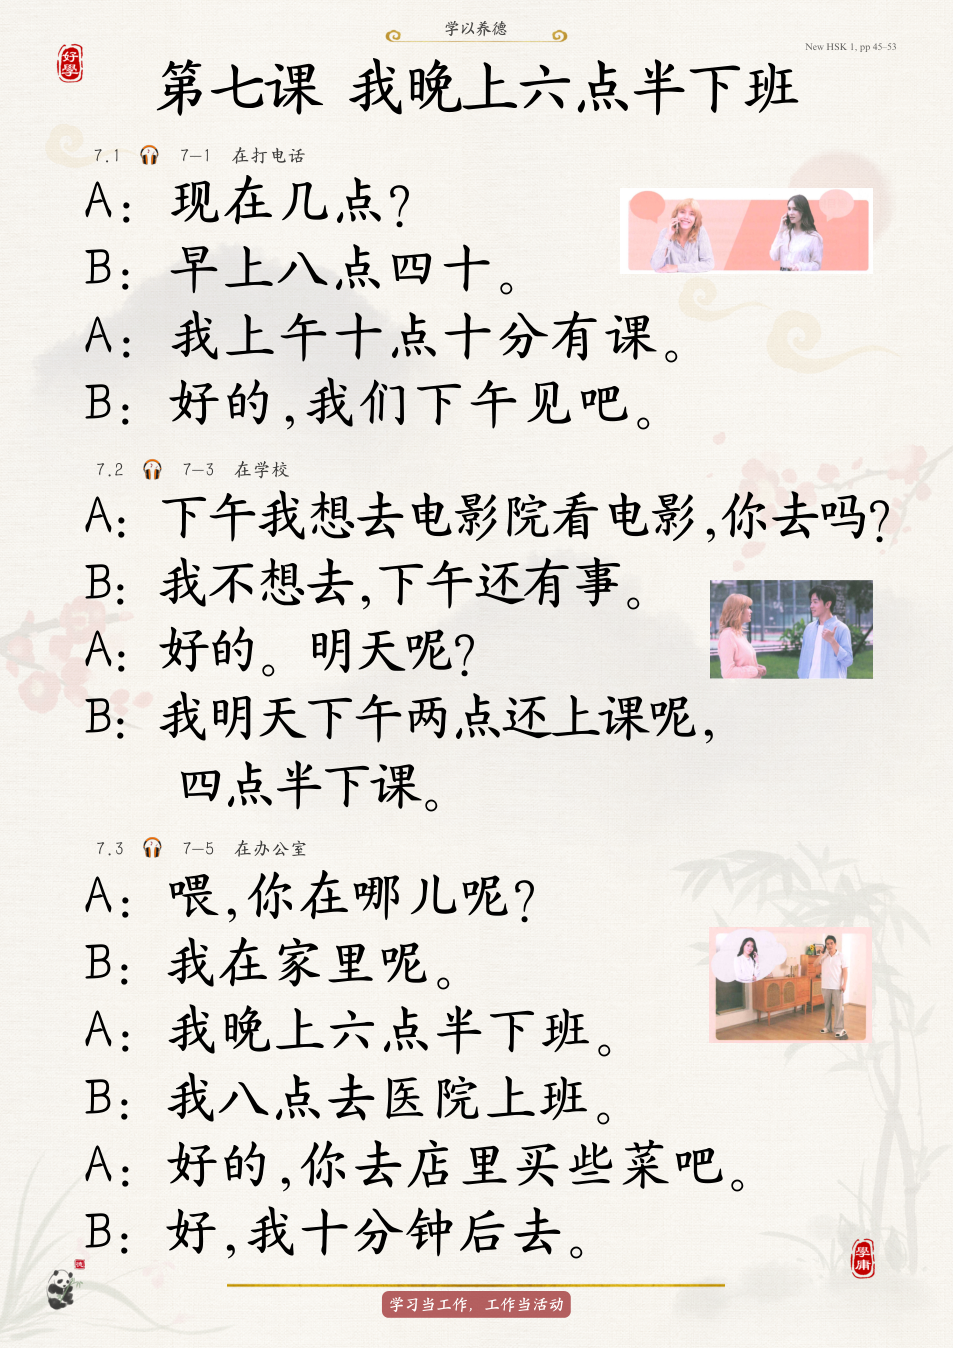 学以养德
New HSK 1, pp 45–53
好學
第七课 我晚上六点半下班
7.1 7—1 在打电话
A: 现在几点?
B: 早上八点四十。
A: 我上午十点十分有课。
B: 好的,我们下午见吧。
7.2 7—3 在学校
A: 下午我想去电影院看电影,你去吗?
B: 我不想去,下午还有事。
A: 好的。明天呢?
B: 我明天下午两点还上课呢,
四点半下课。
7.3 7—5 在办公室
A: 喂,你在哪儿呢?
B: 我在家里呢。
A: 我晚上六点半下班。
B: 我八点去医院上班。
A: 好的,你去店里买些菜吧。
B: 好,我十分钟后去。
學庸
学习当工作, 工作当活动